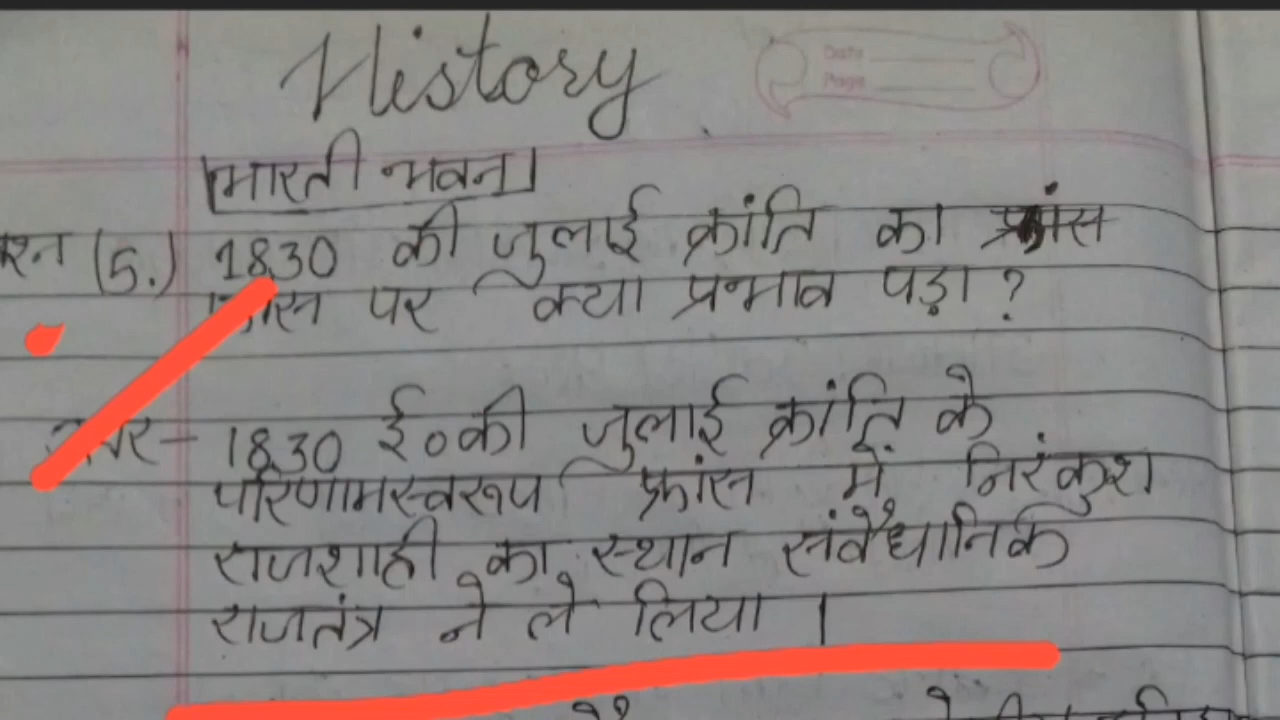 History
Date
Page
भारती भवन
प्रश्न (5.) 1830 की जुलाई क्रांति का फ्रांस
फ्रांस पर क्या प्रभाव पड़ा ?
उत्तर - 1830 ई०की जुलाई क्रांति के
परिणामस्वरूप फ्रांस में निरंकुश
राजशाही का स्थान संवैधानिक
राजतंत्र ने ले लिया ।